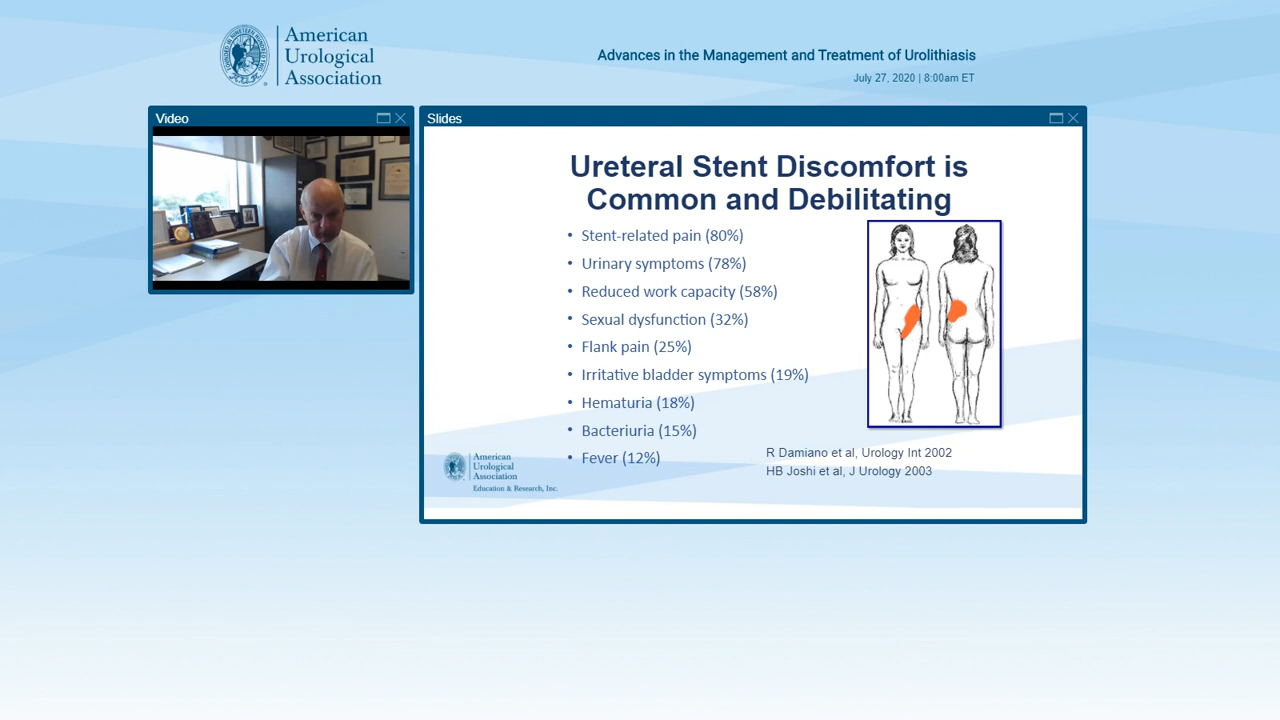 American
Urological
Association
Advances in the Management and Treatment of Urolithiasis
July 27, 2020 | 8:00am ET
Video
Slides
Ureteral Stent Discomfort is
Common and Debilitating
• Stent-related pain (80%)
• Urinary symptoms (78%)
• Reduced work capacity (58%)
• Sexual dysfunction (32%)
• Flank pain (25%)
• Irritative bladder symptoms (19%)
• Hematuria (18%)
• Bacteriuria (15%)
• Fever (12%)
R Damiano et al, Urology Int 2002
HB Joshi et al, J Urology 2003
American
Urological
Association
Education & Research, Inc.